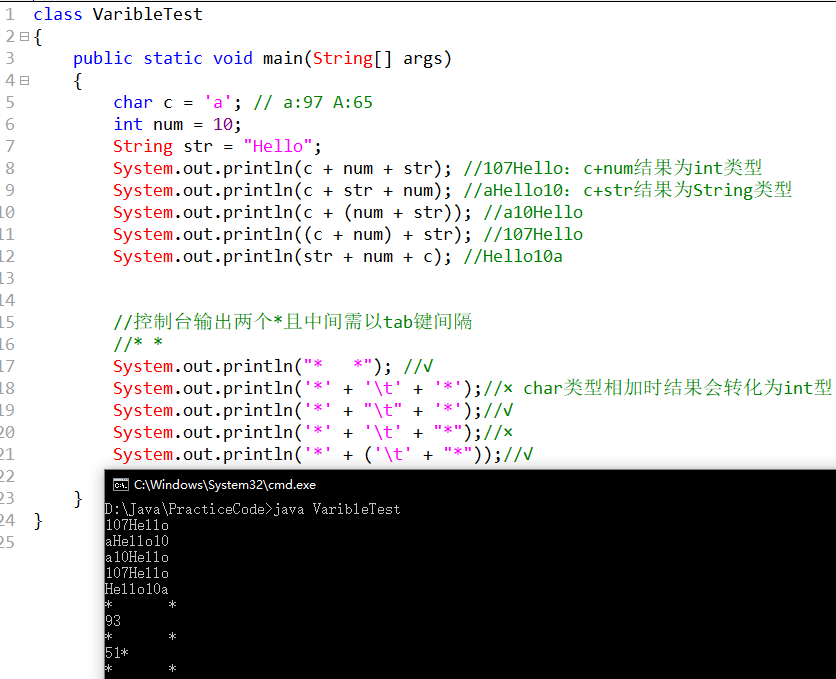 1 class VaribleTest
2 {
3 public static void main(String[] args)
4 {
5 char c = 'a'; // a:97 A:65
6 int num = 10;
7 String str = "Hello";
8 System.out.println(c + num + str); //107Hello：c+num结果为int类型
9 System.out.println(c + str + num); //aHello10：c+str结果为String类型
10 System.out.println(c + (num + str)); //a10Hello
11 System.out.println((c + num) + str); //107Hello
12 System.out.println(str + num + c); //Hello10a
13
14
15 //控制台输出两个*且中间需以tab键间隔
16 //* *
17 System.out.println("*   *"); //√
18 System.out.println('*' + '\t' + '*');//× char类型相加时结果会转化为int型
19 System.out.println('*' + "\t" + '*');//√
20 System.out.println('*' + '\t' + "*");//×
21 System.out.println('*' + ('\t' + "*"));//√
22
23 }
24 }
25
C:\Windows\System32\cmd.exe
D:\Java\PracticeCode>java VaribleTest
107Hello
aHello10
a10Hello
107Hello
Hello10a
*       *
93
*       *
51*
*       *